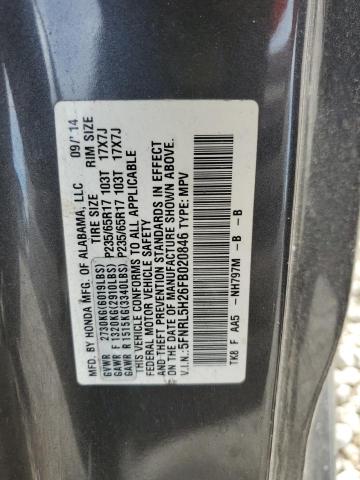 MFD. BY HONDA MFG. OF ALABAMA, LLC 09/14
TIRE SIZE RIM SIZE
GVWR 2730KG(6019LBS)
GAWR F 1320KG(2910LBS) P235/65R17 103T 17X7J
GAWR R 1515KG(3340LBS) P235/65R17 103T 17X7J
THIS VEHICLE CONFORMS TO ALL APPLICABLE
FEDERAL MOTOR VEHICLE SAFETY
AND THEFT PREVENTION STANDARDS IN EFFECT
ON THE DATE OF MANUFACTURE SHOWN ABOVE.
V.I.N.:5FNRL5H26FB020846 TYPE: MPV
TK8 F AA5 -NH797M -B -B